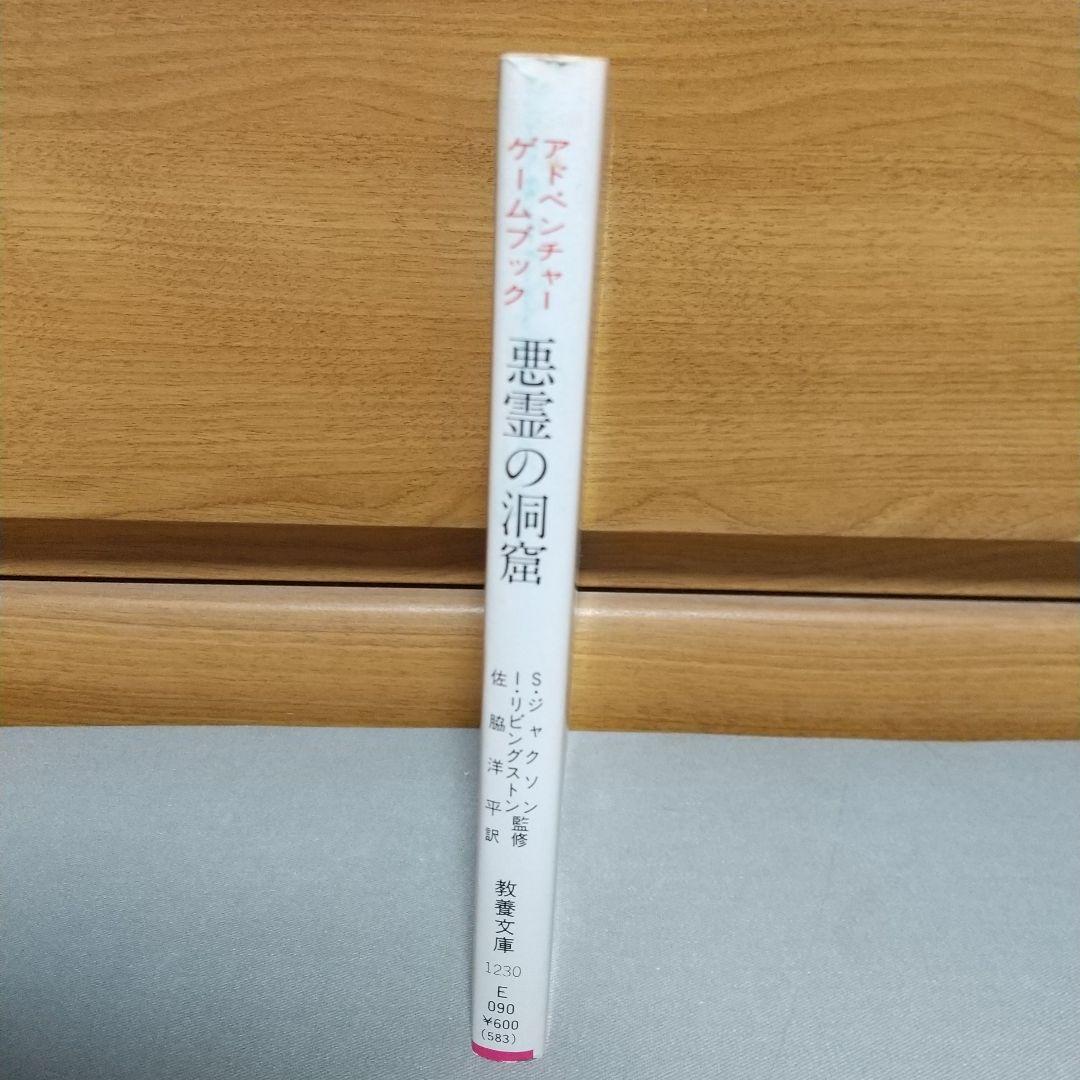 アドベンチャー
ゲームブック
悪霊の洞窟
S・ジャクソン
I・リビングストン監修
佐脇洋平訳
教養文庫
1230
E
090
¥600
(583)